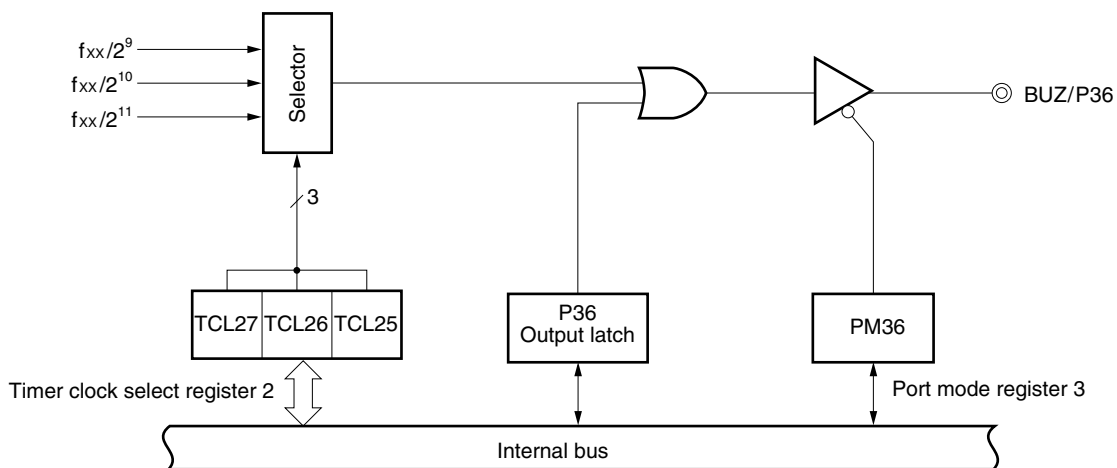 fxx/2⁹
fxx/2¹⁰
fxx/2¹¹
Selector
BUZ/P36
3
TCL27 TCL26 TCL25
P36
Output latch
PM36
Timer clock select register 2
Port mode register 3
Internal bus